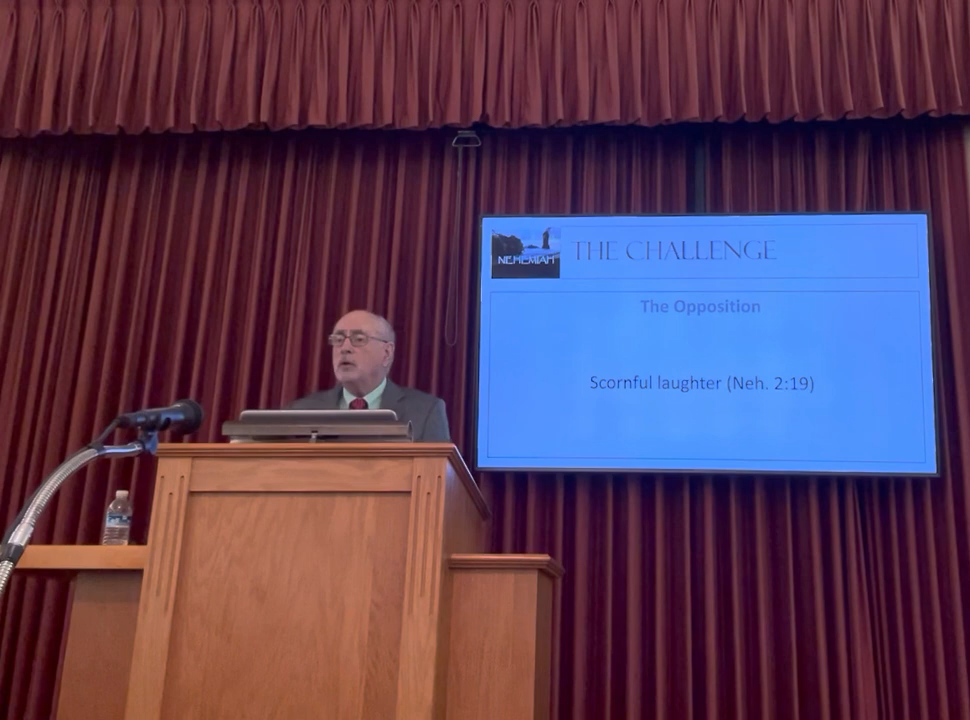 NEHEMIAH
THE CHALLENGE
The Opposition
Scornful laughter (Neh. 2:19)